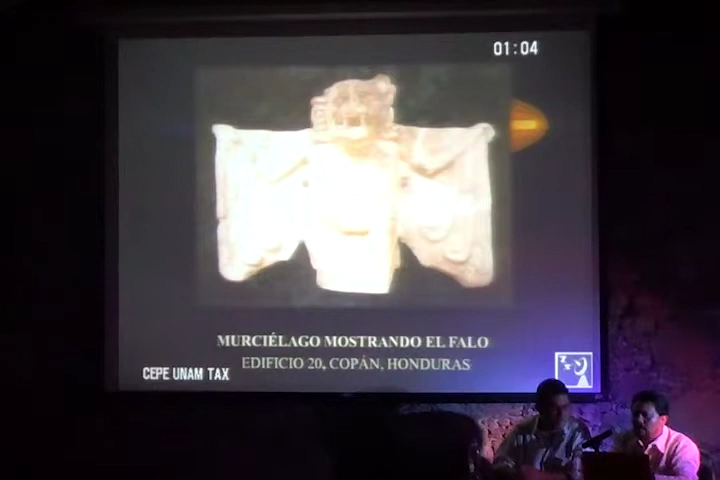 01:04
MURCIÉLAGO MOSTRANDO EL FALO
EDIFICIO 20, COPÁN, HONDURAS
CEPE UNAM TAX